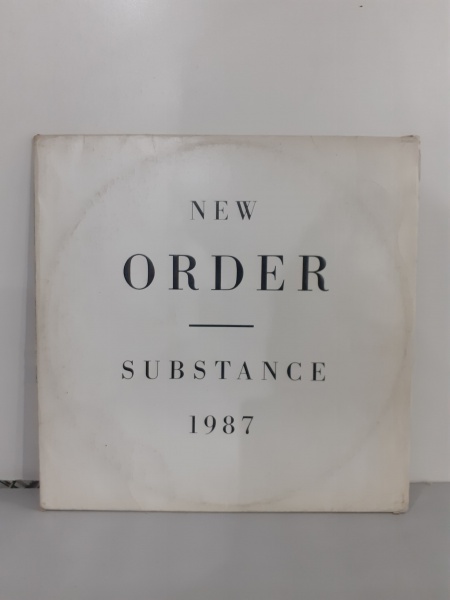 NEW
ORDER
SUBSTANCE
1987